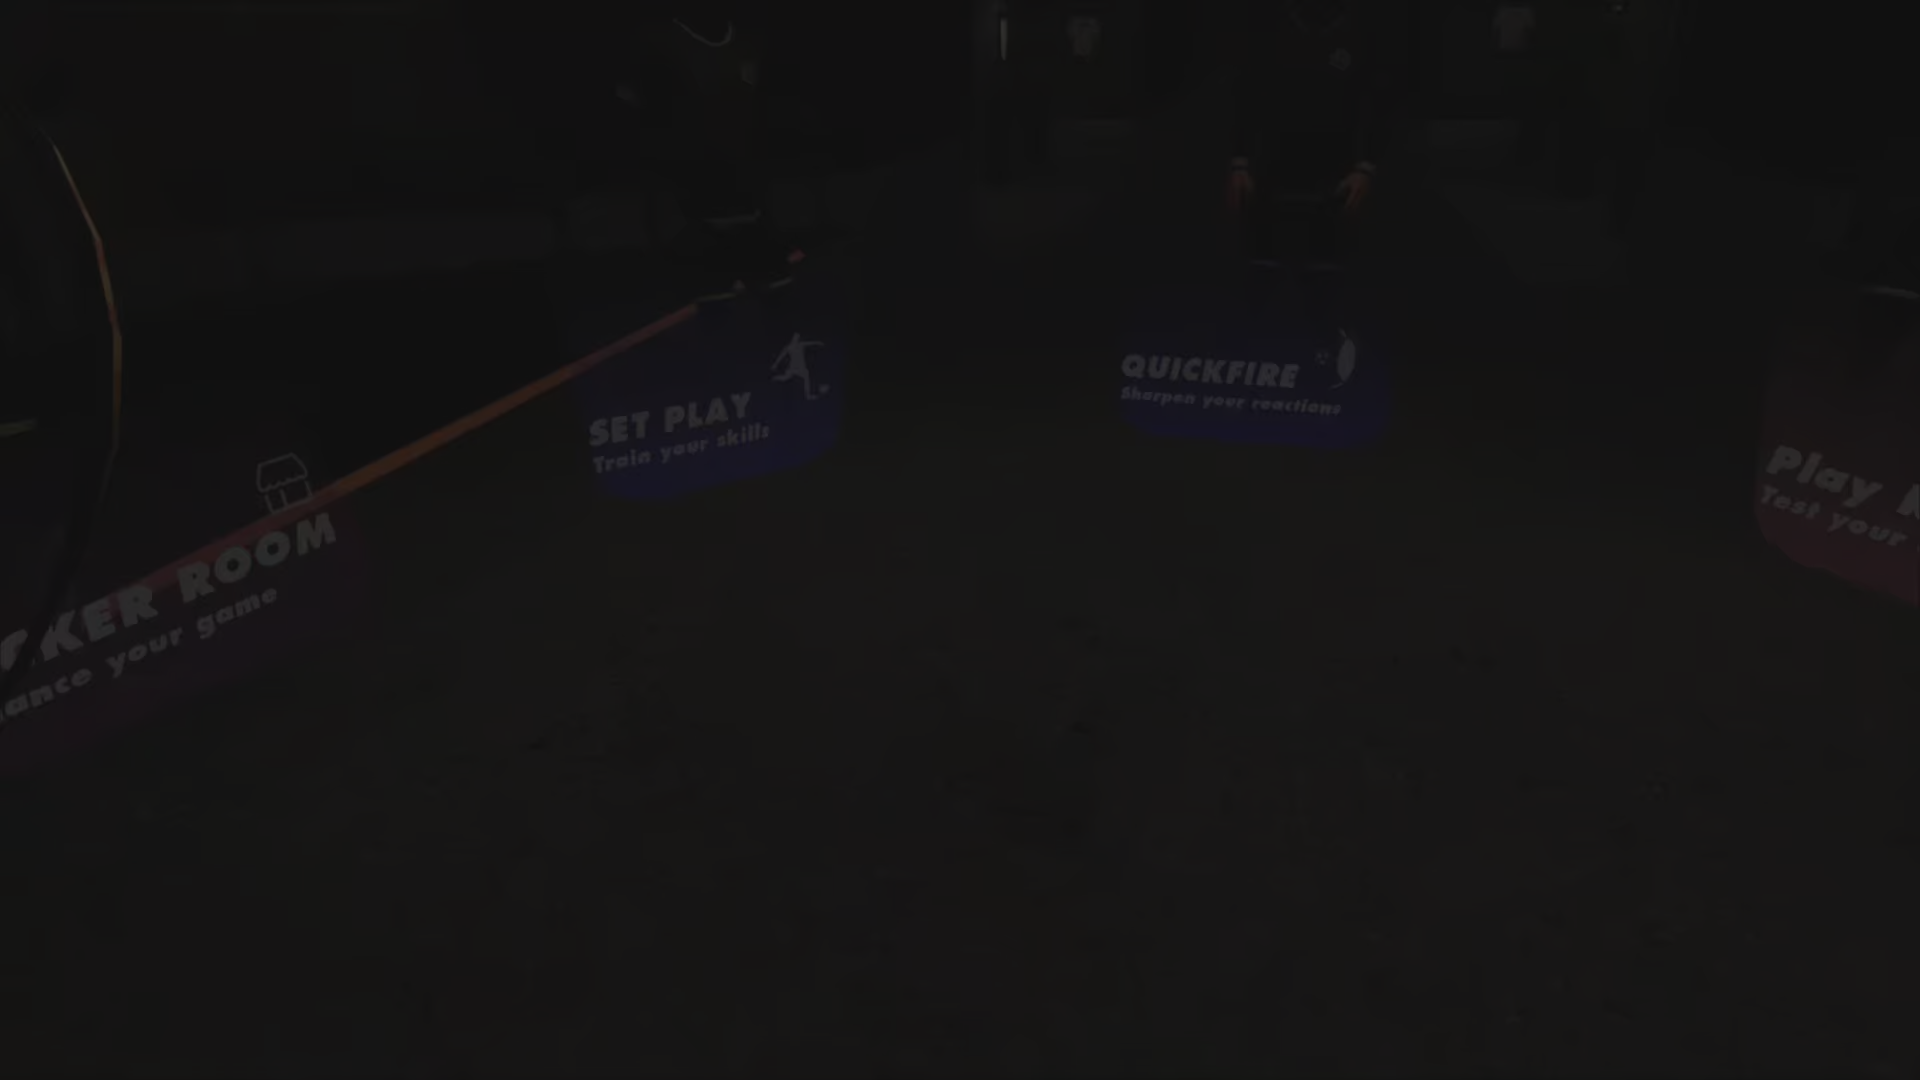 SET PLAY
Train your skills
QUICKFIRE
Sharpen your reactions
KER ROOM
ance your game
Play
Test your